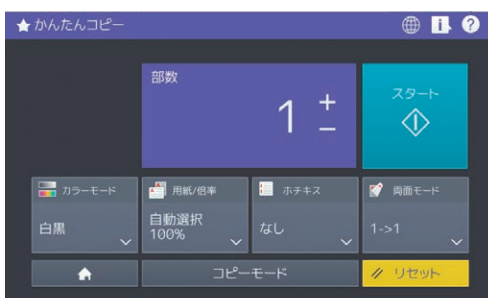 かんたんコピー
部数
1
スタート
カラーモード
用紙/倍率
ホチキス
両面モード
白黒
自動選択
100%
なし
1->1
コピーモード
リセット